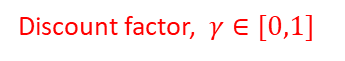 Discount factor, γ ∈ [0,1]